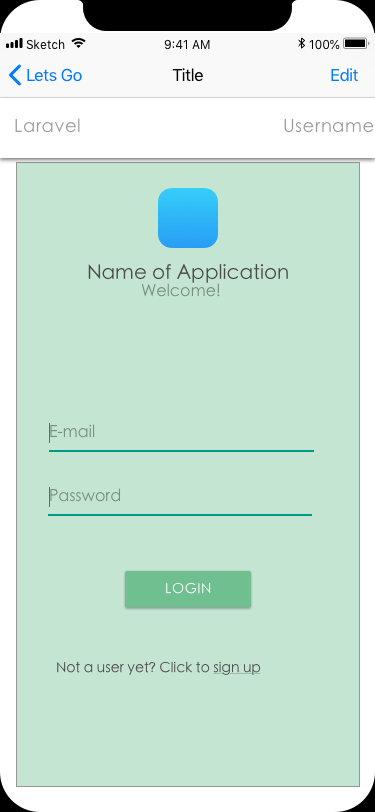 Sketch 9:41 AM 100%
Lets Go Title Edit
Laravel Username
Name of Application
Welcome!
E-mail
Password
LOGIN
Not a user yet? Click to sign up